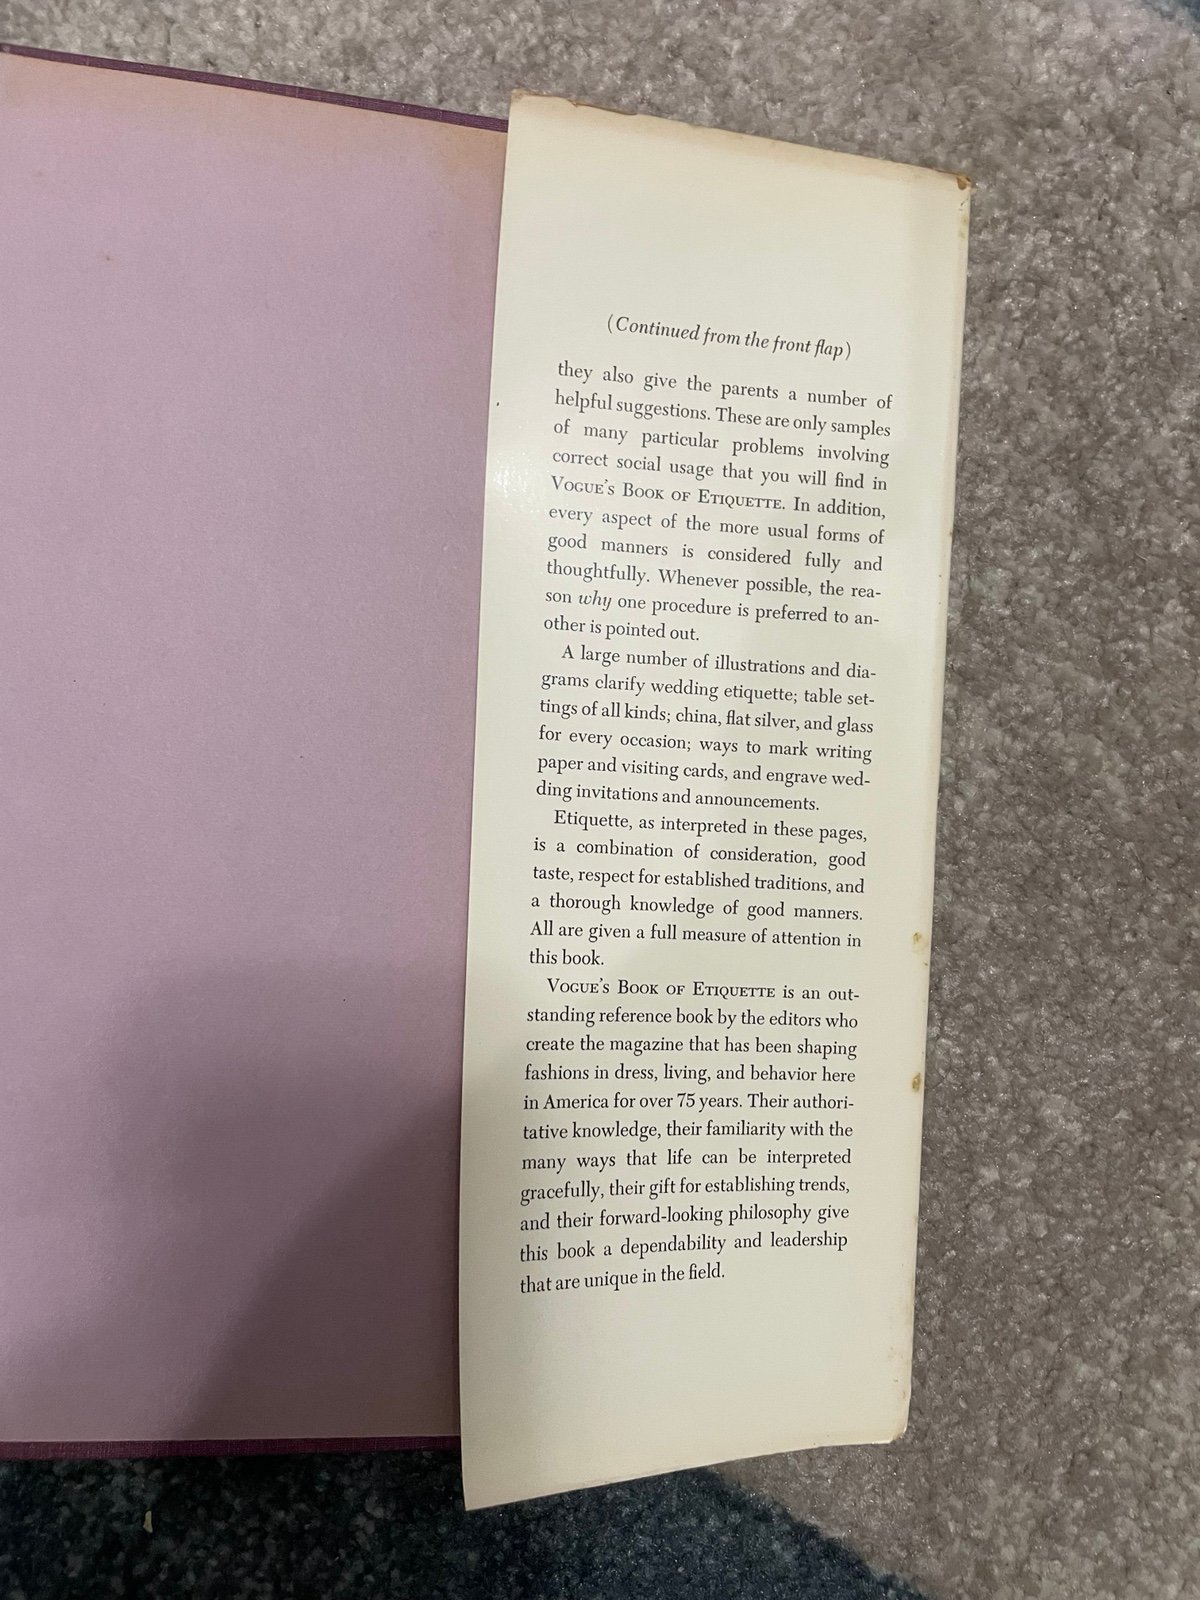 (Continued from the front flap)
they also give the parents a number of
helpful suggestions. These are only samples
of many particular problems involving
correct social usage that you will find in
VOGUE'S BOOK OF ETIQUETTE. In addition,
every aspect of the more usual forms of
good manners is considered fully and
thoughtfully. Whenever possible, the rea-
son why one procedure is preferred to an-
other is pointed out.
A large number of illustrations and dia-
grams clarify wedding etiquette; table set-
tings of all kinds; china, flat silver, and glass
for every occasion; ways to mark writing
paper and visiting cards, and engrave wed-
ding invitations and announcements.
Etiquette, as interpreted in these pages,
is a combination of consideration, good
taste, respect for established traditions, and
a thorough knowledge of good manners.
All are given a full measure of attention in
this book.
VOGUE'S BOOK OF ETIQUETTE is an out-
standing reference book by the editors who
create the magazine that has been shaping
fashions in dress, living, and behavior here
in America for over 75 years. Their authori-
tative knowledge, their familiarity with the
many ways that life can be interpreted
gracefully, their gift for establishing trends,
and their forward-looking philosophy give
this book a dependability and leadership
that are unique in the field.